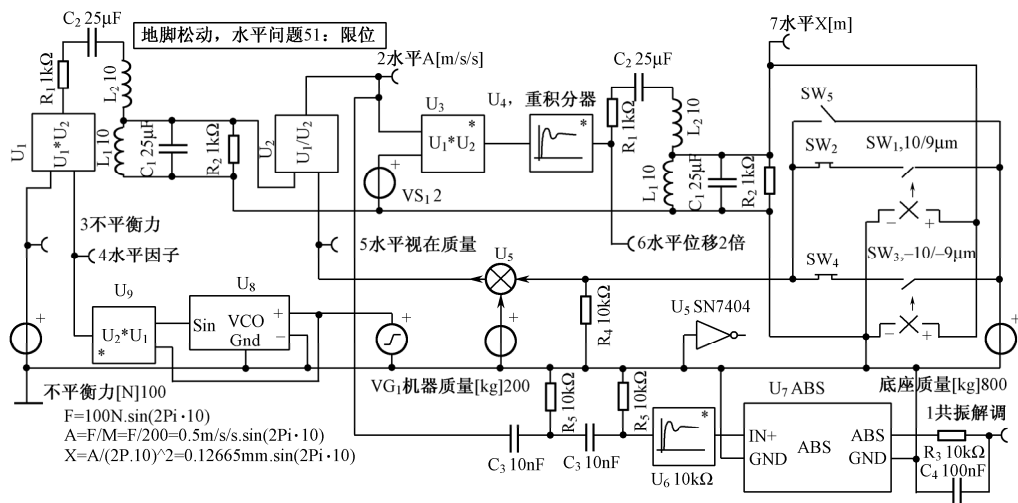 C₂ 25μF
地脚松动，水平问题51：限位
7水平X[m]
2水平A[m/s/s]
C₂ 25μF
R₁ 1kΩ
L₂ 10
U₃
U₄，重积分器
R₁ 1kΩ
L₂ 10
SW₅
U₁
U₁*U₂
L₁ 10
C₁ 25μF
R₂ 1kΩ
U₂
U₁/U₂
U₁*U₂
*
*
SW₂
SW₁,10/9μm
VS₁ 2
L₁ 10
C₁ 25μF
R₂ 1kΩ
+
− +
3不平衡力
4水平因子
5水平视在质量
6水平位移2倍
SW₄
SW₃,−10/−9μm
U₉
U₈
U₅
U₅ SN7404
R₄ 10kΩ
+
U₂*U₁
*
Sin
VCO
Gnd
+
−
+
+
− +
+
不平衡力[N]100
VG₁机器质量[kg]200
U₇ ABS
底座质量[kg]800
F=100N.sin(2Pi·10)
A=F/M=F/200=0.5m/s/s.sin(2Pi·10)
X=A/(2P.10)^2=0.12665mm.sin(2Pi·10)
R₅ 10kΩ
R₅ 10kΩ
1共振解调
C₃ 10nF
C₃ 10nF
*
U₆ 10kΩ
IN+
GND
ABS
ABS
GND
R₃ 10kΩ
C₄ 100nF